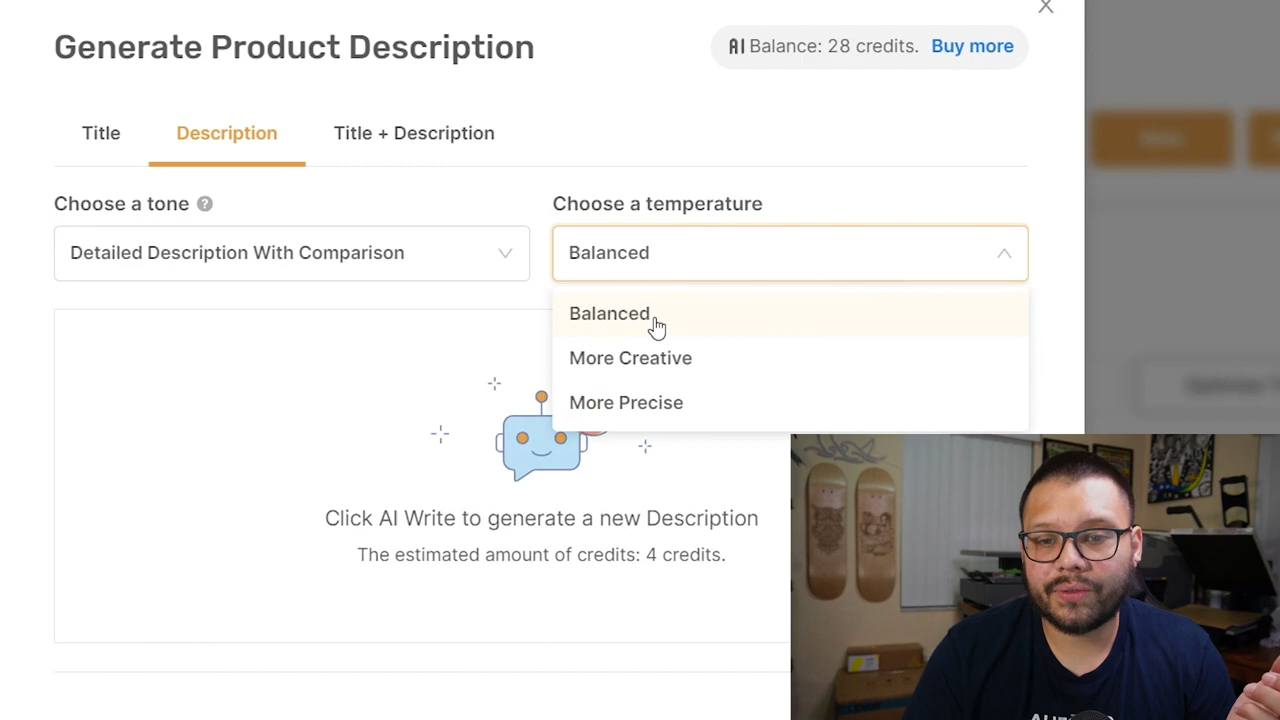 Generate Product Description
AI Balance: 28 credits. Buy more
Title
Description
Title + Description
Choose a tone ?
Choose a temperature
Detailed Description With Comparison
Balanced
Balanced
More Creative
More Precise
Click AI Write to generate a new Description
The estimated amount of credits: 4 credits.